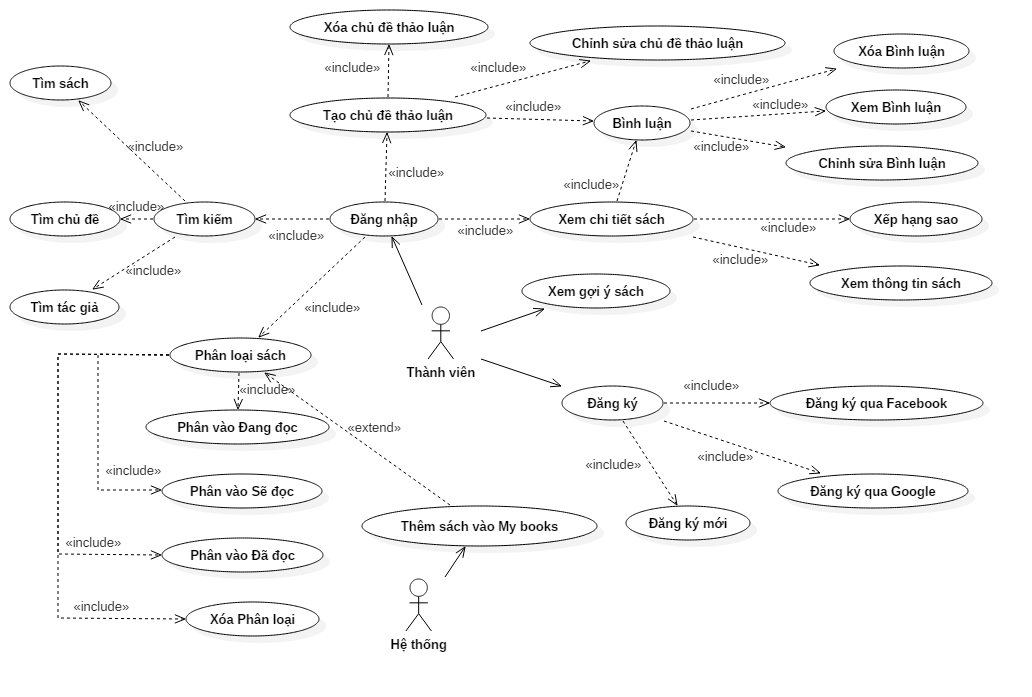 Xóa chủ đề thảo luận
Chỉnh sửa chủ đề thảo luận
Xóa Bình luận
«include»
«include»
«include»
Tìm sách
Tạo chủ đề thảo luận
«include»
Bình luận
«include»
Xem Bình luận
«include»
«include»
Chỉnh sửa Bình luận
«include»
«include»
«include»
Tìm chủ đề
Tìm kiếm
Đăng nhập
Xem chi tiết sách
Xếp hạng sao
«include»
«include»
«include»
«include»
«include»
Xem thông tin sách
Tìm tác giả
«include»
Xem gợi ý sách
Thành viên
Phân loại sách
«include»
«include»
Đăng ký
Đăng ký qua Facebook
Phân vào Đang đọc
«extend»
«include»
«include»
«include»
Phân vào Sẽ đọc
Đăng ký qua Google
Thêm sách vào My books
Đăng ký mới
«include»
Phân vào Đã đọc
«include»
Xóa Phân loại
Hệ thống